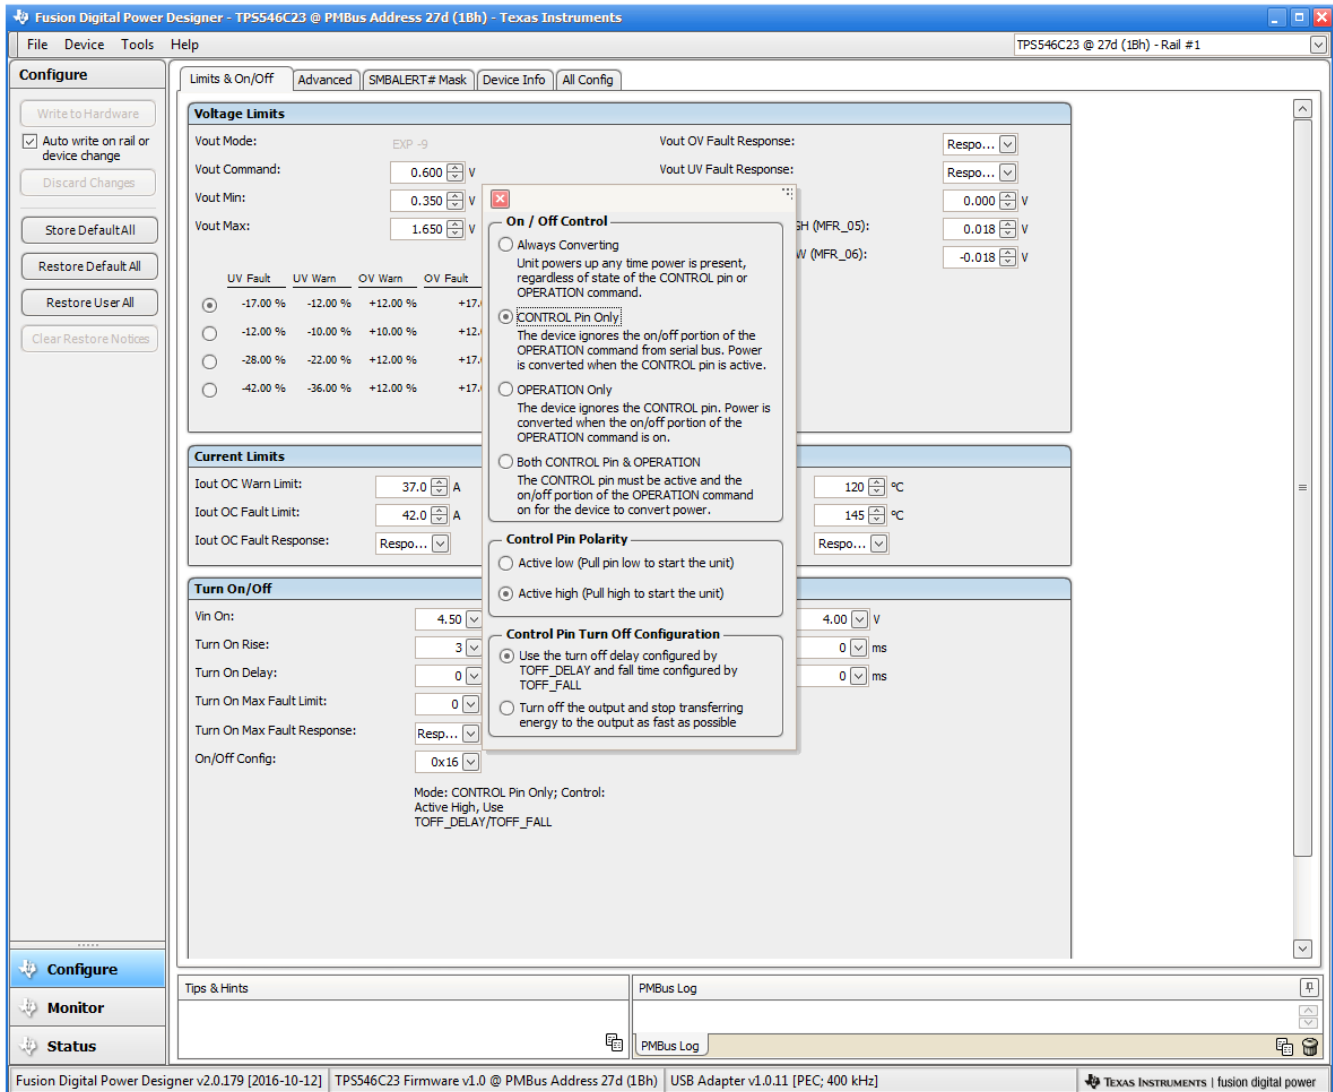 Fusion Digital Power Designer - TPS546C23 @ PMBus Address 27d (1Bh) - Texas Instruments
File Device Tools Help
TPS546C23 @ 27d (1Bh) - Rail #1
Configure
Write to Hardware
Auto write on rail or
device change
Discard Changes
Store Default All
Restore Default All
Restore User All
Clear Restore Notices
Limits & On/Off Advanced SMBALERT# Mask Device Info All Config
Voltage Limits
Vout Mode: EXP -9 Vout OV Fault Response: Respo...
Vout Command: 0.600 V Vout UV Fault Response: Respo...
Vout Min: 0.350 V 0.000 V
Vout Max: 1.650 V GH (MFR_05): 0.018 V
W (MFR_06): -0.018 V
UV Fault UV Warn OV Warn OV Fault
-17.00 % -12.00 % +12.00 % +17.
-12.00 % -10.00 % +10.00 % +12.
-28.00 % -22.00 % +12.00 % +17.
-42.00 % -36.00 % +12.00 % +17.
On / Off Control
Always Converting
Unit powers up any time power is present,
regardless of state of the CONTROL pin or
OPERATION command.
CONTROL Pin Only
The device ignores the on/off portion of the
OPERATION command from serial bus. Power
is converted when the CONTROL pin is active.
OPERATION Only
The device ignores the CONTROL pin. Power is
converted when the on/off portion of the
OPERATION command is on.
Both CONTROL Pin & OPERATION
The CONTROL pin must be active and the
on/off portion of the OPERATION command
on for the device to convert power.
Control Pin Polarity
Active low (Pull pin low to start the unit)
Active high (Pull high to start the unit)
Control Pin Turn Off Configuration
Use the turn off delay configured by
TOFF_DELAY and fall time configured by
TOFF_FALL
Turn off the output and stop transferring
energy to the output as fast as possible
Current Limits
Iout OC Warn Limit: 37.0 A 120 ºC
Iout OC Fault Limit: 42.0 A 145 ºC
Iout OC Fault Response: Respo... Respo...
Turn On/Off
Vin On: 4.50 4.00 V
Turn On Rise: 3 0 ms
Turn On Delay: 0 0 ms
Turn On Max Fault Limit: 0
Turn On Max Fault Response: Resp...
On/Off Config: 0x16
Mode: CONTROL Pin Only; Control:
Active High, Use
TOFF_DELAY/TOFF_FALL
Configure
Monitor
Status
Tips & Hints
PMBus Log
PMBus Log
Fusion Digital Power Designer v2.0.179 [2016-10-12] TPS546C23 Firmware v1.0 @ PMBus Address 27d (1Bh) USB Adapter v1.0.11 [PEC; 400 kHz] TEXAS INSTRUMENTS | fusion digital power